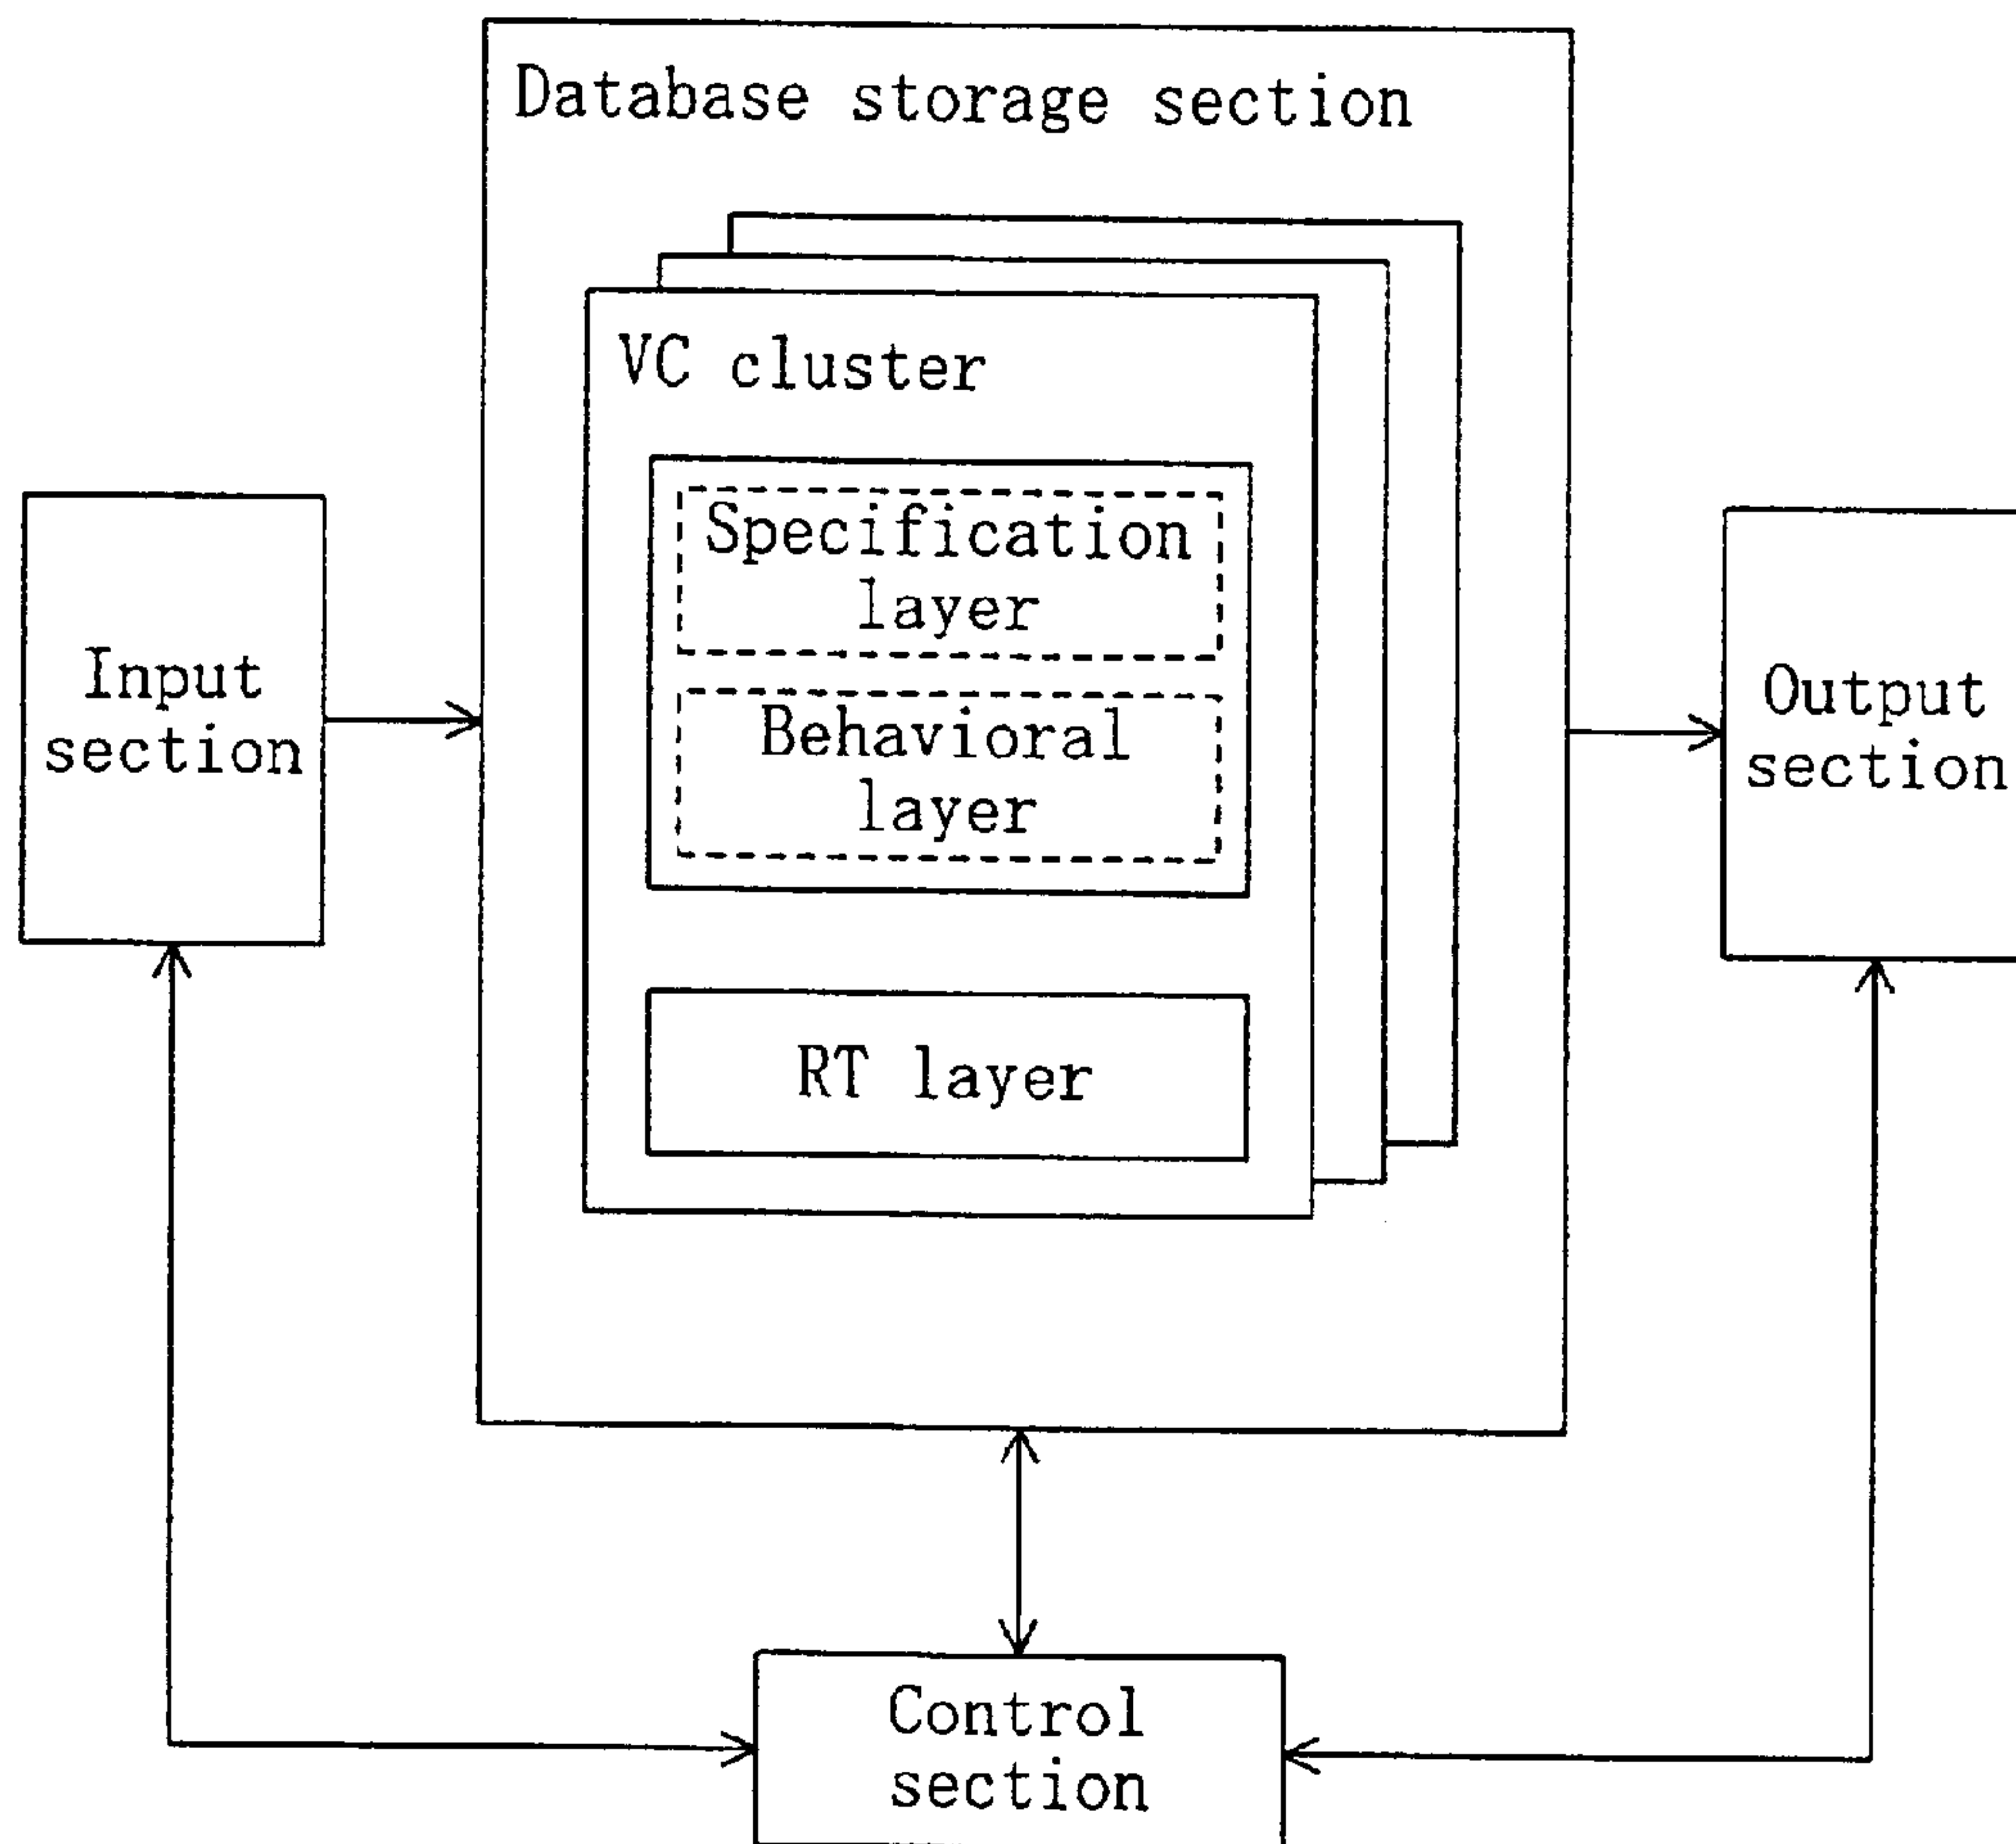 Database storage section
VC cluster
Specification
layer
Behavioral
layer
RT layer
Input
section
Output
section
Control
section